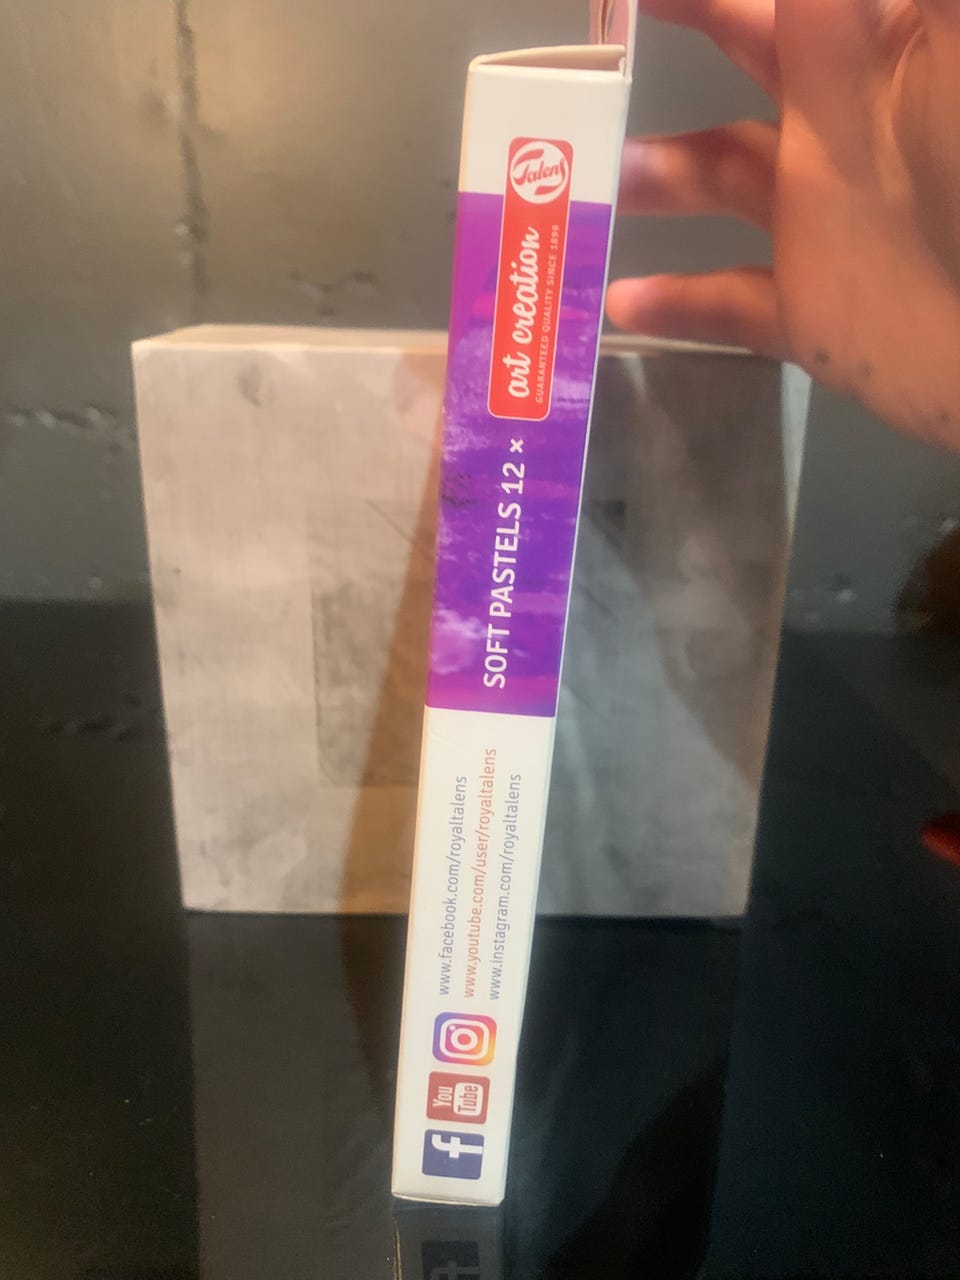 Talens
art creation
GUARANTEED QUALITY SINCE 1899
SOFT PASTELS 12 ×
www.facebook.com/royaltalens
www.youtube.com/user/royaltalens
www.instagram.com/royaltalens
f
You
Tube